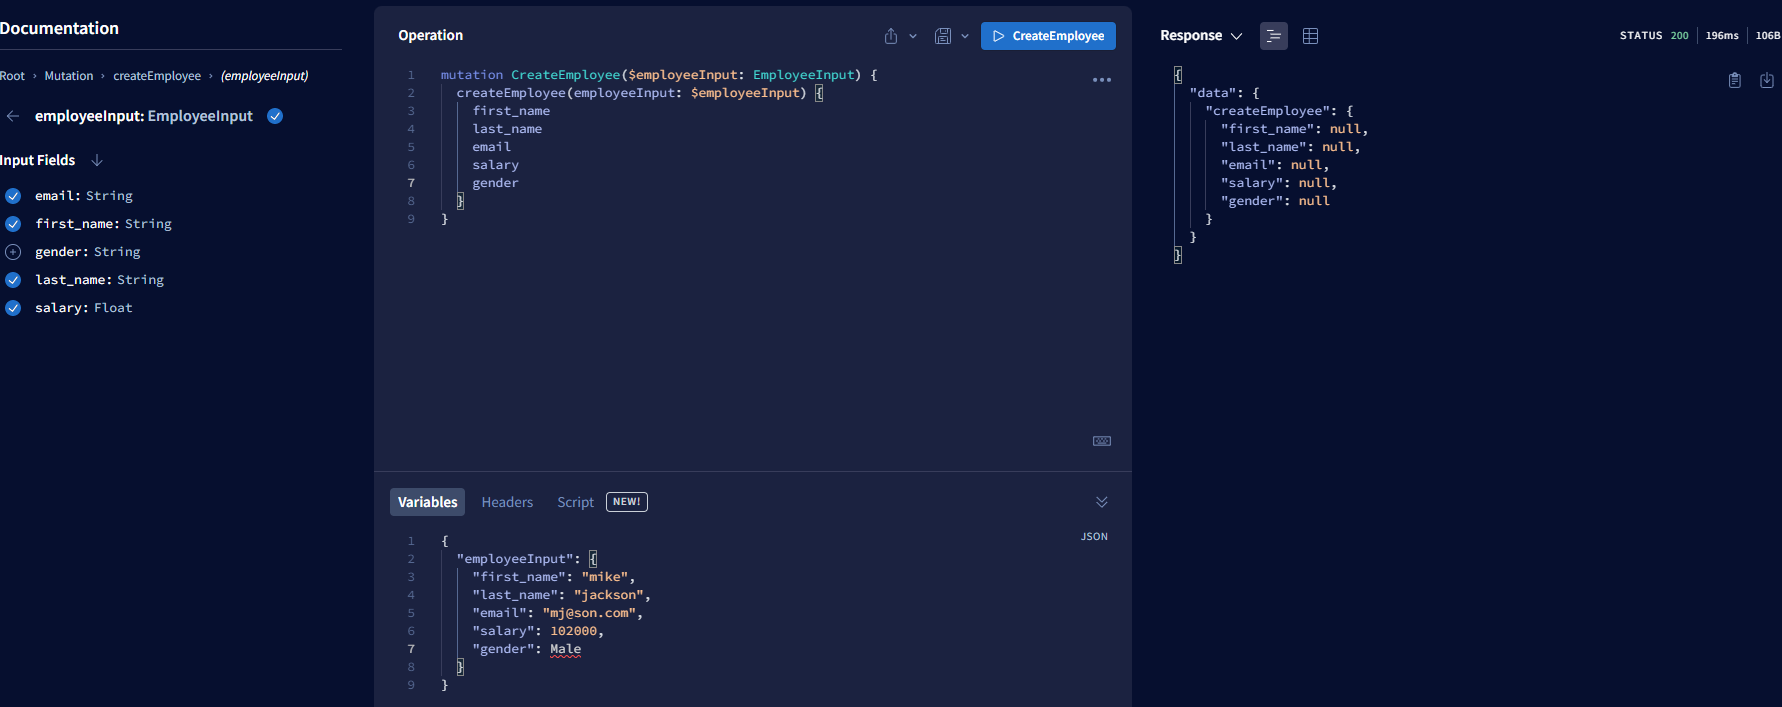 Documentation
Root › Mutation › createEmployee › (employeeInput)
employeeInput: EmployeeInput
Input Fields
email: String
first_name: String
gender: String
last_name: String
salary: Float
Operation
CreateEmployee
1 mutation CreateEmployee($employeeInput: EmployeeInput) {
2 createEmployee(employeeInput: $employeeInput) {
3 first_name
4 last_name
5 email
6 salary
7 gender
8 }
9 }
Variables Headers Script NEW!
JSON
1 {
2 "employeeInput": {
3 "first_name": "mike",
4 "last_name": "jackson",
5 "email": "mj@son.com",
6 "salary": 102000,
7 "gender": Male
8 }
9 }
Response
STATUS 200 196ms 106B
{
"data": {
"createEmployee": {
"first_name": null,
"last_name": null,
"email": null,
"salary": null,
"gender": null
}
}
}